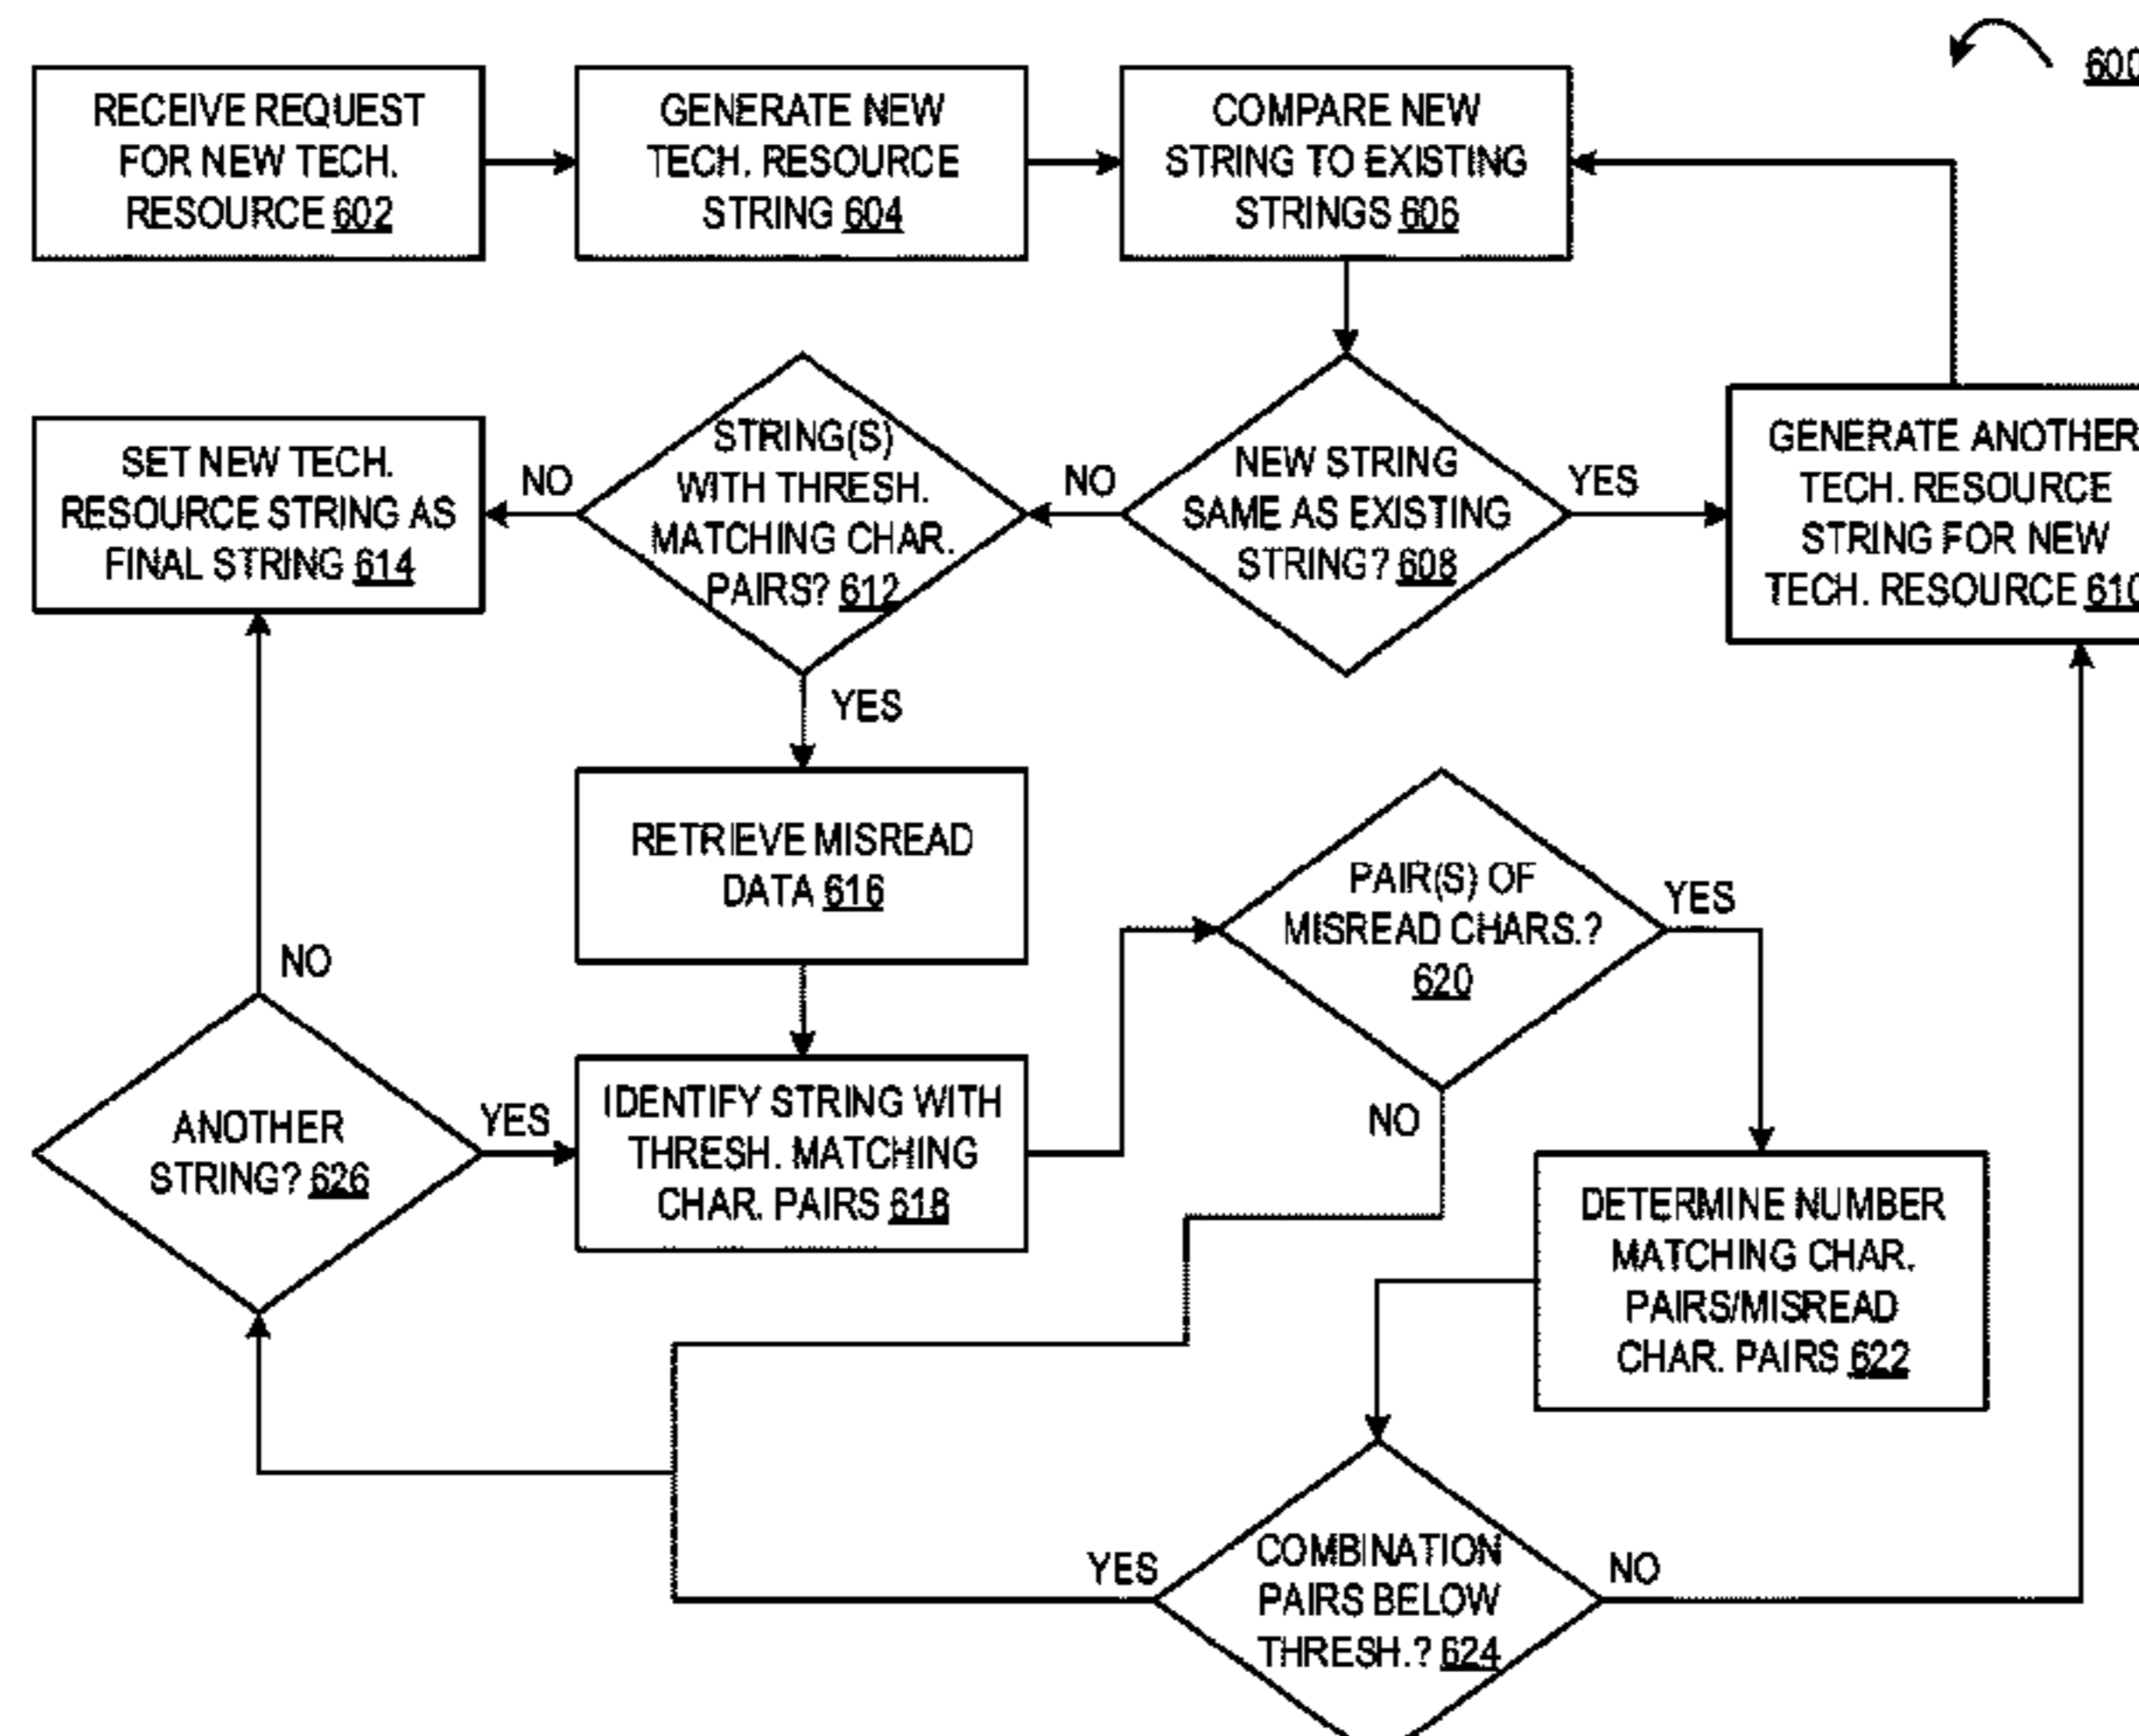 600
RECEIVE REQUEST
FOR NEW TECH.
RESOURCE 602
GENERATE NEW
TECH. RESOURCE
STRING 604
COMPARE NEW
STRING TO EXISTING
STRINGS 606
SET NEW TECH.
RESOURCE STRING AS
FINAL STRING 614
NO
STRING(S)
WITH THRESH.
MATCHING CHAR.
PAIRS? 612
NO
NEW STRING
SAME AS EXISTING
STRING? 608
YES
GENERATE ANOTHER
TECH. RESOURCE
STRING FOR NEW
TECH. RESOURCE 610
YES
RETRIEVE MISREAD
DATA 616
PAIR(S) OF
MISREAD CHARS.?
620
YES
NO
NO
ANOTHER
STRING? 626
YES
IDENTIFY STRING WITH
THRESH. MATCHING
CHAR. PAIRS 618
DETERMINE NUMBER
MATCHING CHAR.
PAIRS/MISREAD
CHAR. PAIRS 622
YES
COMBINATION
PAIRS BELOW
THRESH.? 624
NO